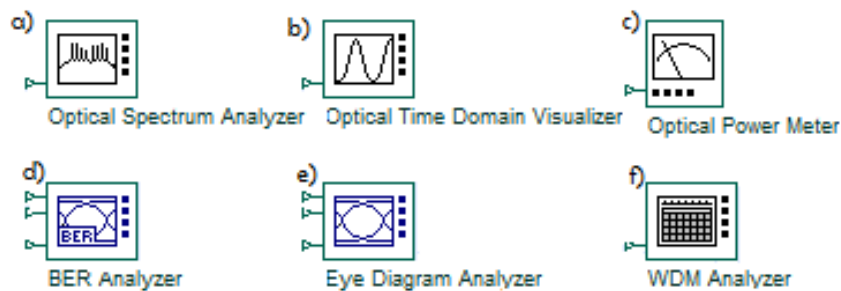 a) b) c)
Optical Spectrum Analyzer Optical Time Domain Visualizer Optical Power Meter
d) e) f)
BER
BER Analyzer Eye Diagram Analyzer WDM Analyzer